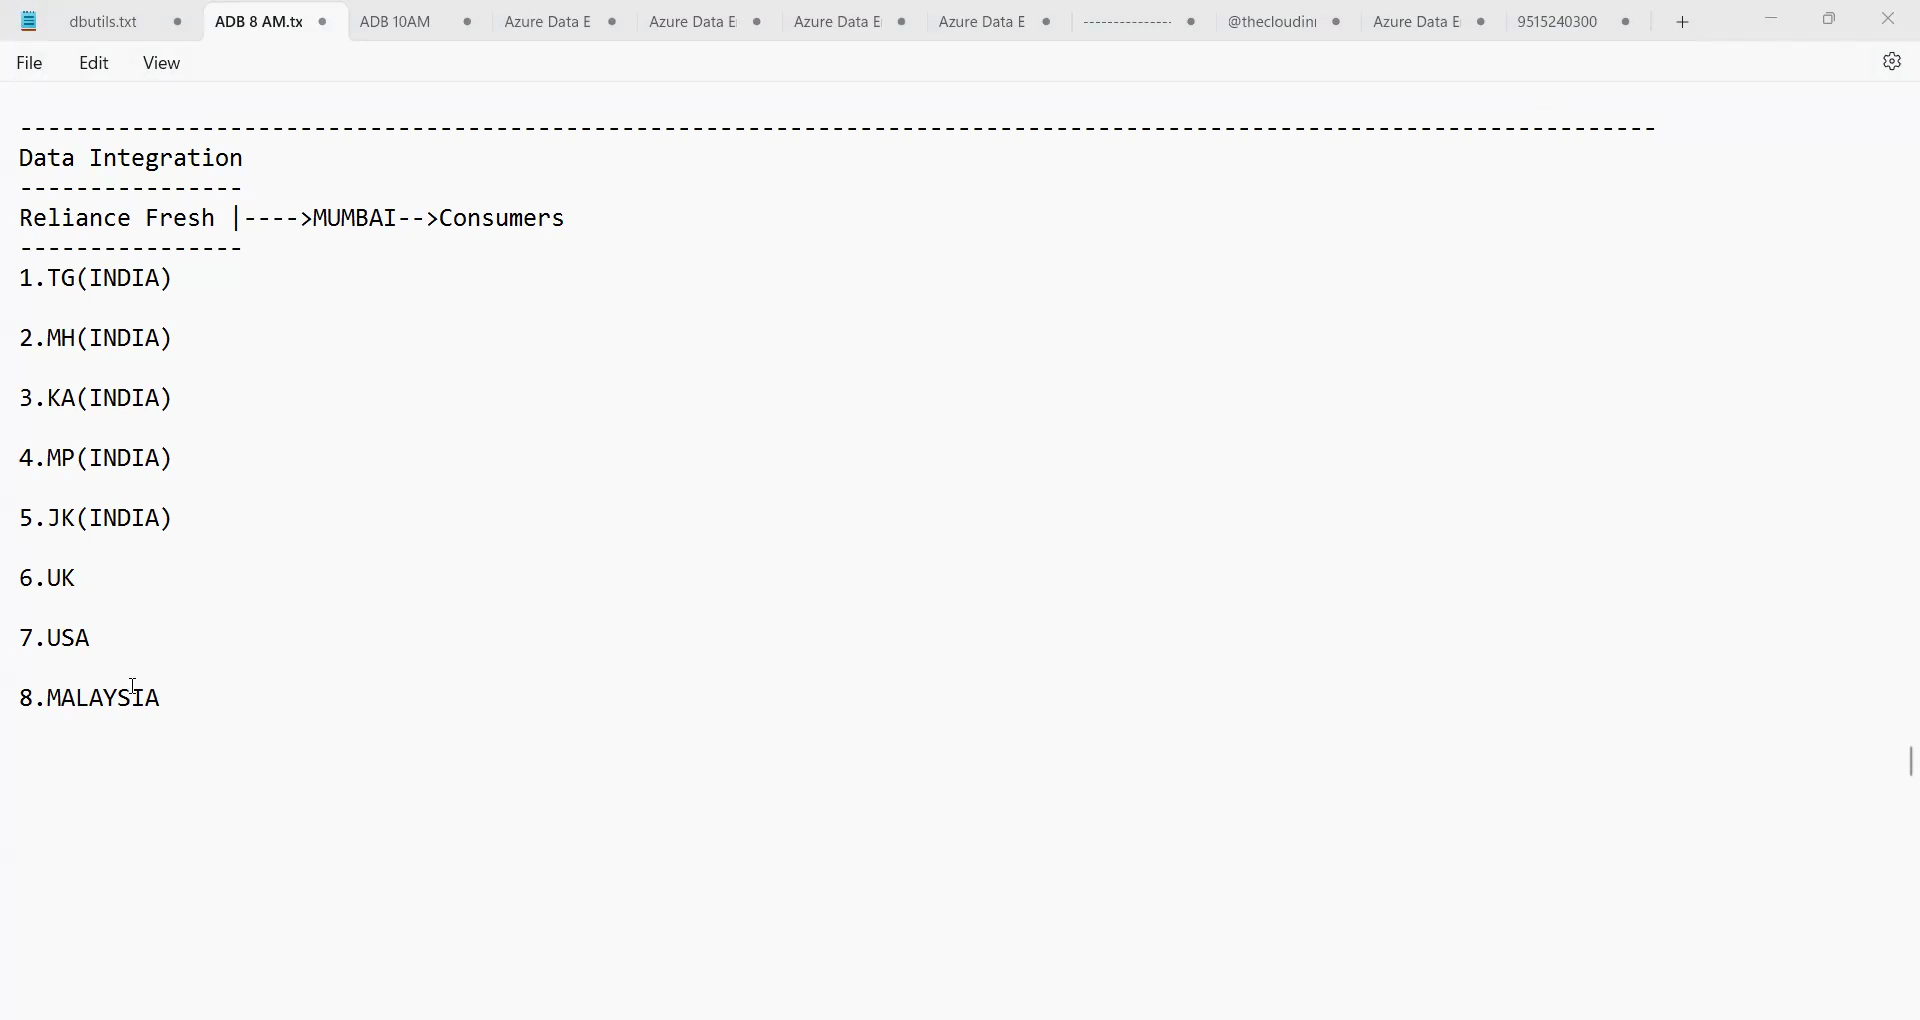 dbutils.txt
ADB 8 AM.tx
ADB 10AM
Azure Data E
Azure Data E
Azure Data E
Azure Data E
---------------
@thecloudin
Azure Data E
9515240300
File
Edit
View
---------------------------------------------------------------------------------------------------------------------
Data Integration
----------------
Reliance Fresh |---->MUMBAI-->Consumers
----------------
1.TG(INDIA)
2.MH(INDIA)
3.KA(INDIA)
4.MP(INDIA)
5.JK(INDIA)
6.UK
7.USA
8.MALAYSIA